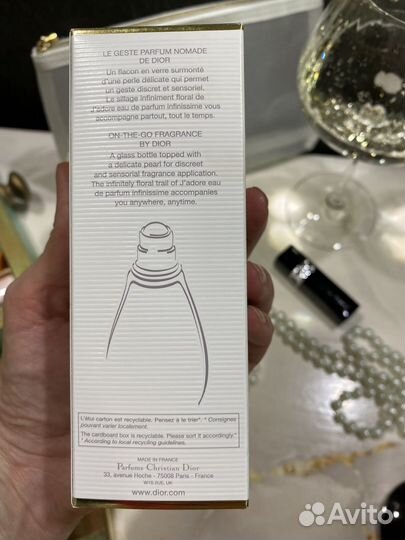 LE GESTE PARFUM NOMADE
DE DIOR
Un flacon en verre surmonté
d'une perle délicate qui permet
un geste discret et sensoriel.
Le sillage infiniment floral de
J'adore eau de parfum infinissime vous
accompagne partout, tout le temps.
ON-THE-GO FRAGRANCE
BY DIOR
A glass bottle topped with
a delicate pearl for discreet
and sensorial fragrance application.
The infinitely floral trail of J'adore eau
de parfum infinissime accompanies
you anywhere, anytime.
L'étui carton est recyclable. Pensez à le trier*. * Consignes
pouvant varier localement.
The cardboard box is recyclable. Please sort it accordingly.*
* According to local recycling guidelines.
MADE IN FRANCE
Parfums Christian Dior
33, avenue Hoche - 75008 Paris - France
W1S RUE, UK
www.dior.com
Avito